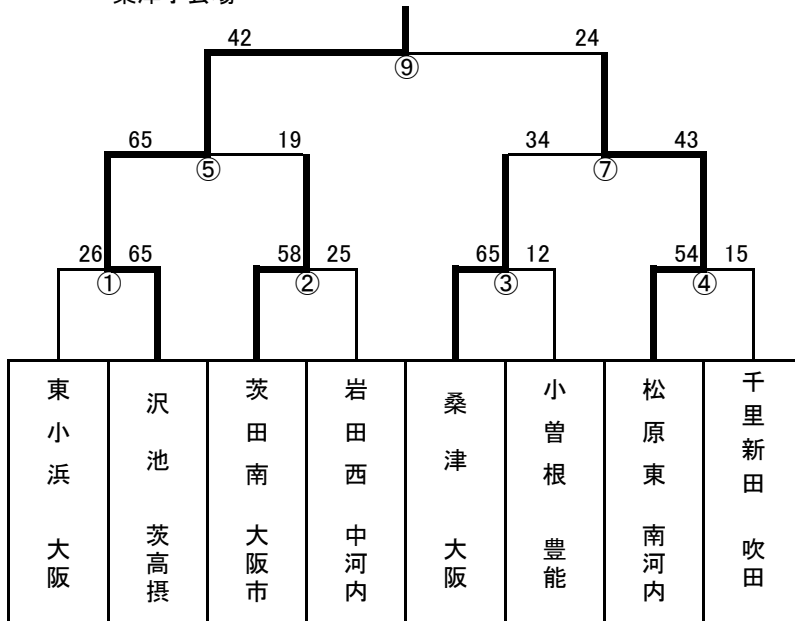 42 24
⑨
65 19 34 43
⑤ ⑦
26 65 58 25 65 12 54 15
① ② ③ ④
東小浜 大阪
沢池 茨高摂
茨田南 大阪市
岩田西 中河内
桑津 大阪
小曽根 豊能
松原東 南河内
千里新田 吹田